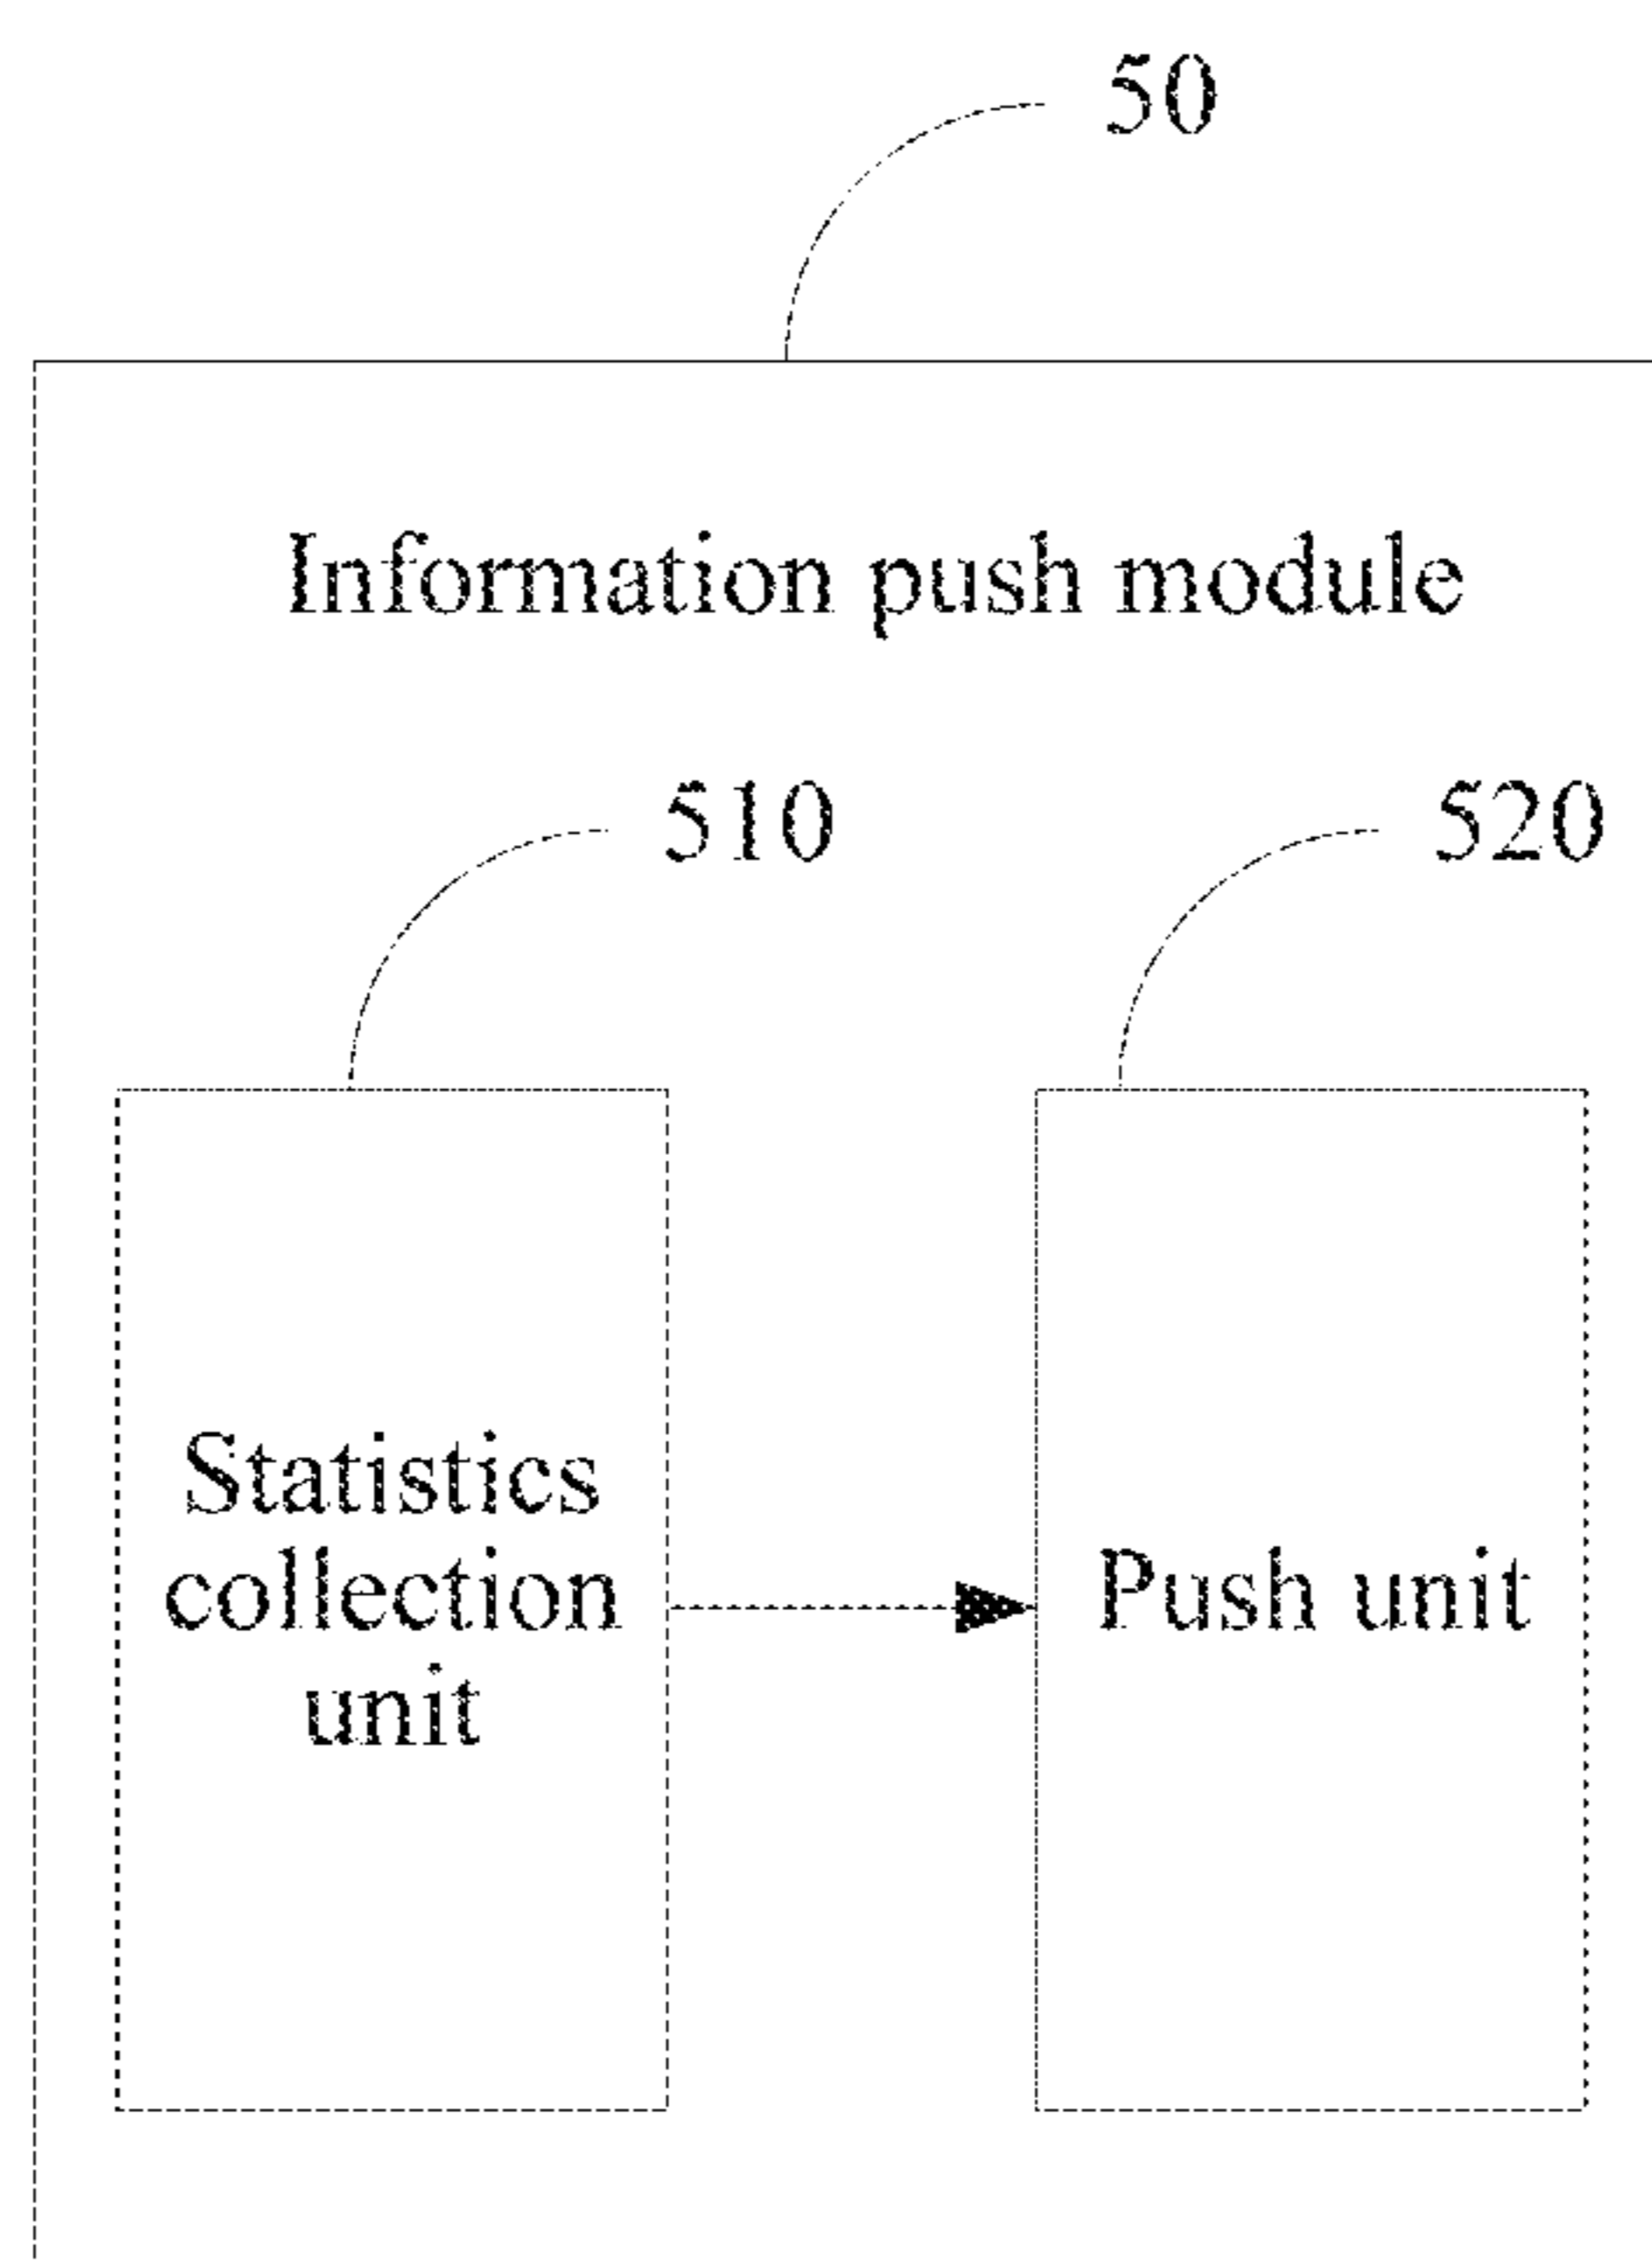 50
Information push module
510
520
Statistics
collection
unit
Push unit